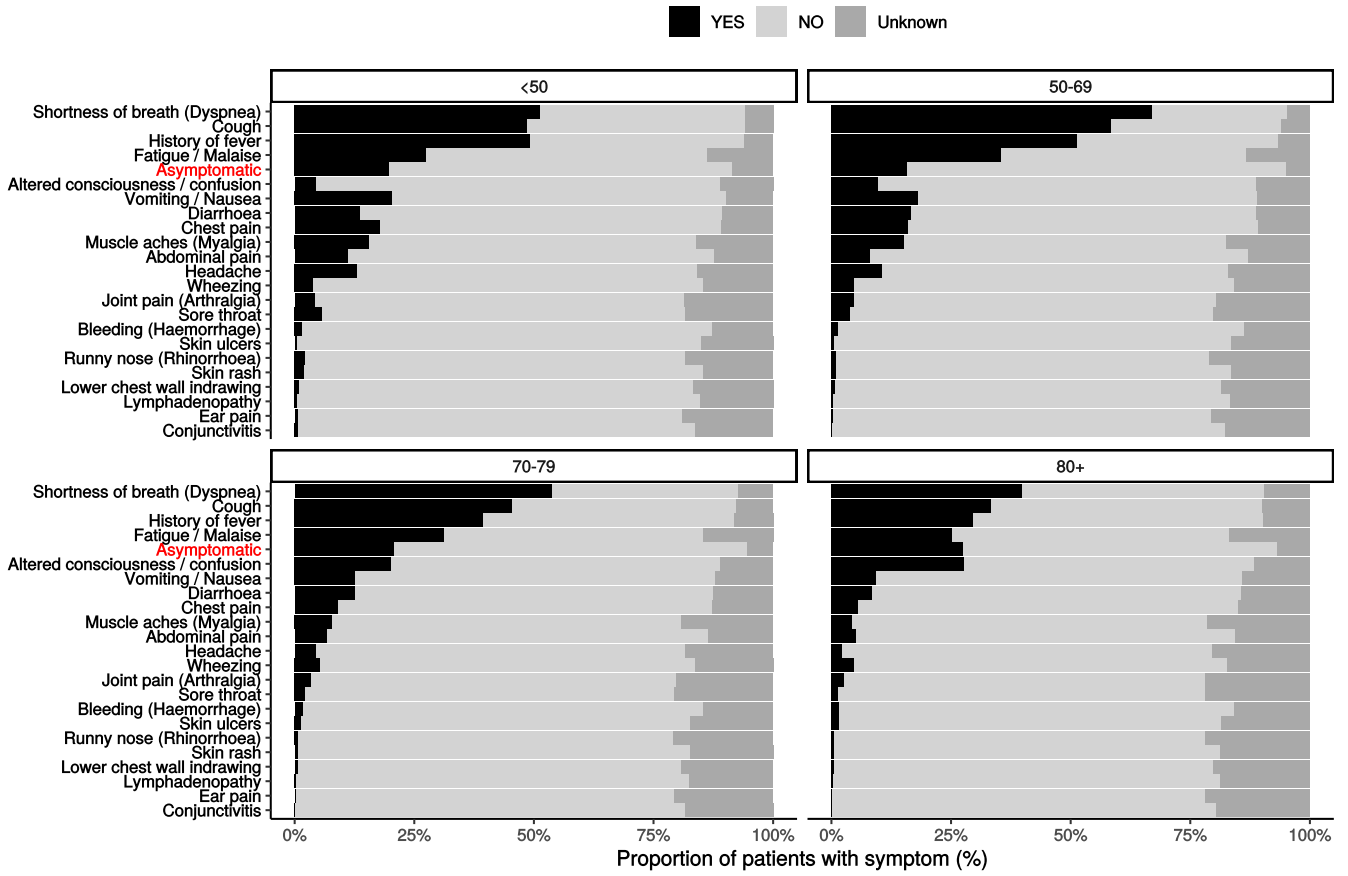 YES NO Unknown
<50 50-69
Shortness of breath (Dyspnea)
Cough
History of fever
Fatigue / Malaise
Asymptomatic
Altered consciousness / confusion
Vomiting / Nausea
Diarrhoea
Chest pain
Muscle aches (Myalgia)
Abdominal pain
Headache
Wheezing
Joint pain (Arthralgia)
Sore throat
Bleeding (Haemorrhage)
Skin ulcers
Runny nose (Rhinorrhoea)
Skin rash
Lower chest wall indrawing
Lymphadenopathy
Ear pain
Conjunctivitis
70-79 80+
Shortness of breath (Dyspnea)
Cough
History of fever
Fatigue / Malaise
Asymptomatic
Altered consciousness / confusion
Vomiting / Nausea
Diarrhoea
Chest pain
Muscle aches (Myalgia)
Abdominal pain
Headache
Wheezing
Joint pain (Arthralgia)
Sore throat
Bleeding (Haemorrhage)
Skin ulcers
Runny nose (Rhinorrhoea)
Skin rash
Lower chest wall indrawing
Lymphadenopathy
Ear pain
Conjunctivitis
0% 25% 50% 75% 100% 0% 25% 50% 75% 100%
Proportion of patients with symptom (%)